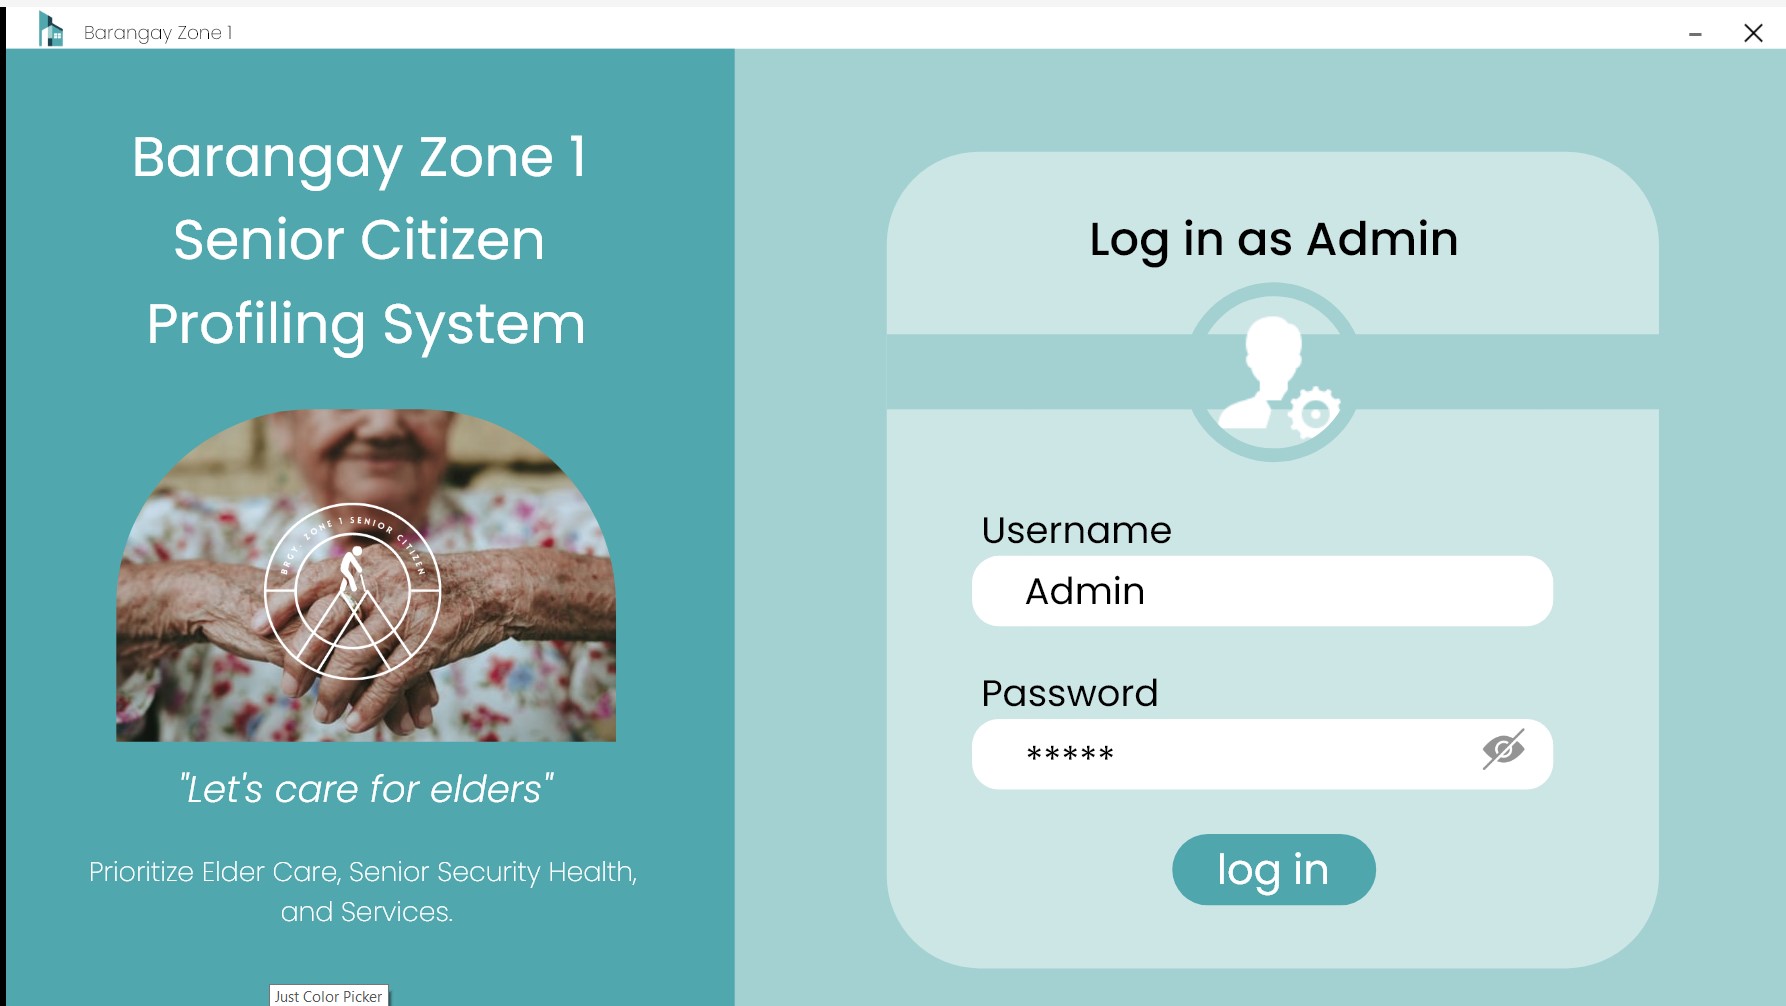 Barangay Zone 1
Barangay Zone 1
Senior Citizen
Profiling System
BRGY. ZONE 1 SENIOR CITIZEN
"Let's care for elders"
Prioritize Elder Care, Senior Security Health,
and Services.
Log in as Admin
Username
Admin
Password
*****
log in
Just Color Picker